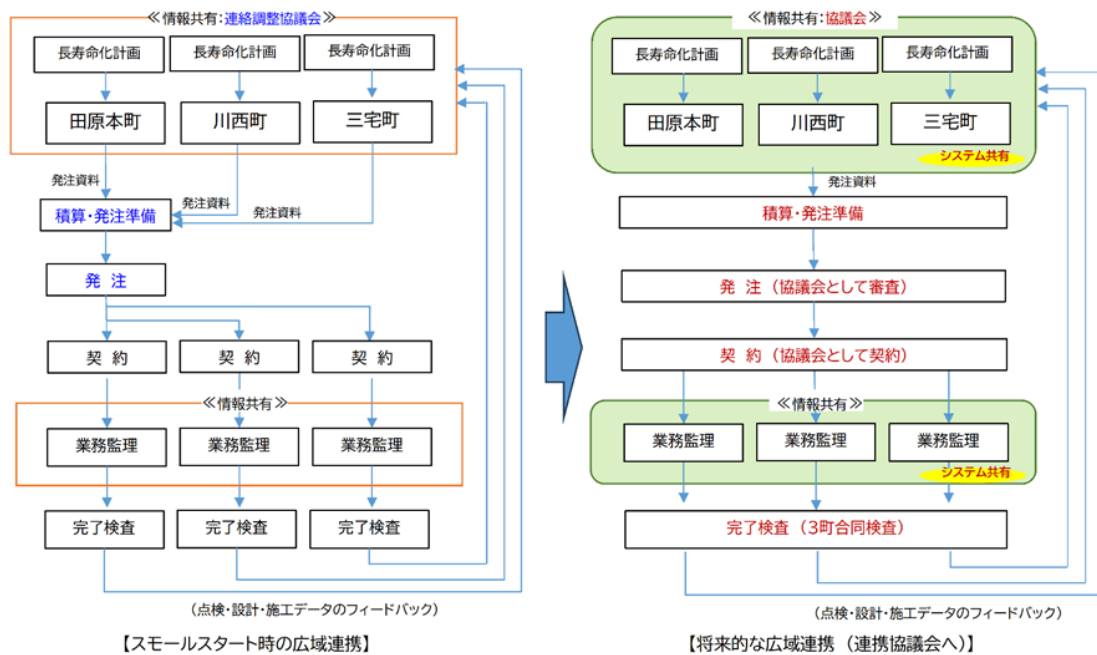 ≪情報共有：連絡調整協議会≫
長寿命化計画
長寿命化計画
長寿命化計画
田原本町
川西町
三宅町
発注資料
発注資料
発注資料
積算・発注準備
発 注
契 約
契 約
契 約
≪情報共有≫
業務監理
業務監理
業務監理
完了検査
完了検査
完了検査
（点検・設計・施工データのフィードバック）
【スモールスタート時の広域連携】
≪情報共有：協議会≫
長寿命化計画
長寿命化計画
長寿命化計画
田原本町
川西町
三宅町
システム共有
発注資料
積算・発注準備
発 注 （協議会として審査）
契 約 （協議会として契約）
≪情報共有≫
業務監理
業務監理
業務監理
システム共有
完了検査 （３町合同検査）
（点検・設計・施工データのフィードバック）
【将来的な広域連携 （連携協議会へ）】